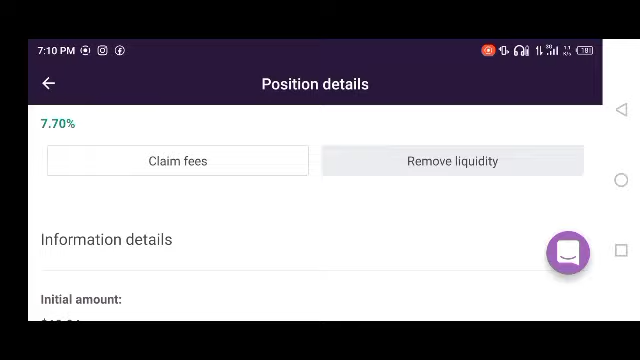 7:10 PM
Position details
7.70%
Claim fees
Remove liquidity
Information details
Initial amount: